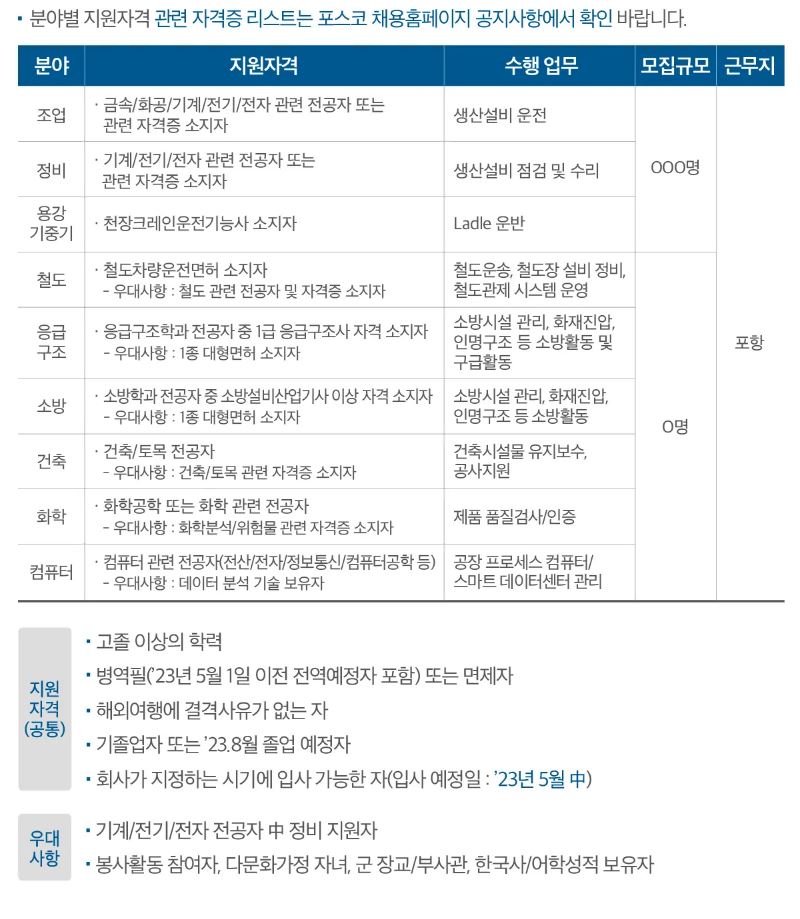 · 분야별 지원자격 관련 자격증 리스트는 포스코 채용홈페이지 공지사항에서 확인 바랍니다.
분야 지원자격 수행 업무 모집규모 근무지
조업
· 금속/화공/기계/전기/전자 관련 전공자 또는
관련 자격증 소지자
생산설비 운전
정비
· 기계/전기/전자 관련 전공자 또는
관련 자격증 소지자
생산설비 점검 및 수리
OOO명
용강
기중기
· 천장크레인운전기능사 소지자
Ladle 운반
철도
· 철도차량운전면허 소지자
- 우대사항 : 철도 관련 전공자 및 자격증 소지자
철도운송, 철도장 설비 정비,
철도관제 시스템 운영
응급
구조
· 응급구조학과 전공자 중 1급 응급구조사 자격 소지자
- 우대사항 : 1종 대형면허 소지자
소방시설 관리, 화재진압,
인명구조 등 소방활동 및
구급활동
포항
소방
· 소방학과 전공자 중 소방설비산업기사 이상 자격 소지자
- 우대사항 : 1종 대형면허 소지자
소방시설 관리, 화재진압,
인명구조 등 소방활동
O명
건축
· 건축/토목 전공자
- 우대사항 : 건축/토목 관련 자격증 소지자
건축시설물 유지보수,
공사지원
화학
· 화학공학 또는 화학 관련 전공자
- 우대사항 : 화학분석/위험물 관련 자격증 소지자
제품 품질검사/인증
컴퓨터
· 컴퓨터 관련 전공자(전산/전자/정보통신/컴퓨터공학 등)
- 우대사항 : 데이터 분석 기술 보유자
공장 프로세스 컴퓨터/
스마트 데이터센터 관리
지원
자격
(공통)
· 고졸 이상의 학력
· 병역필('23년 5월 1일 이전 전역예정자 포함) 또는 면제자
· 해외여행에 결격사유가 없는 자
· 기졸업자 또는 '23.8월 졸업 예정자
· 회사가 지정하는 시기에 입사 가능한 자(입사 예정일 : '23년 5월 中)
우대
사항
· 기계/전기/전자 전공자 中 정비 지원자
· 봉사활동 참여자, 다문화가정 자녀, 군 장교/부사관, 한국사/어학성적 보유자